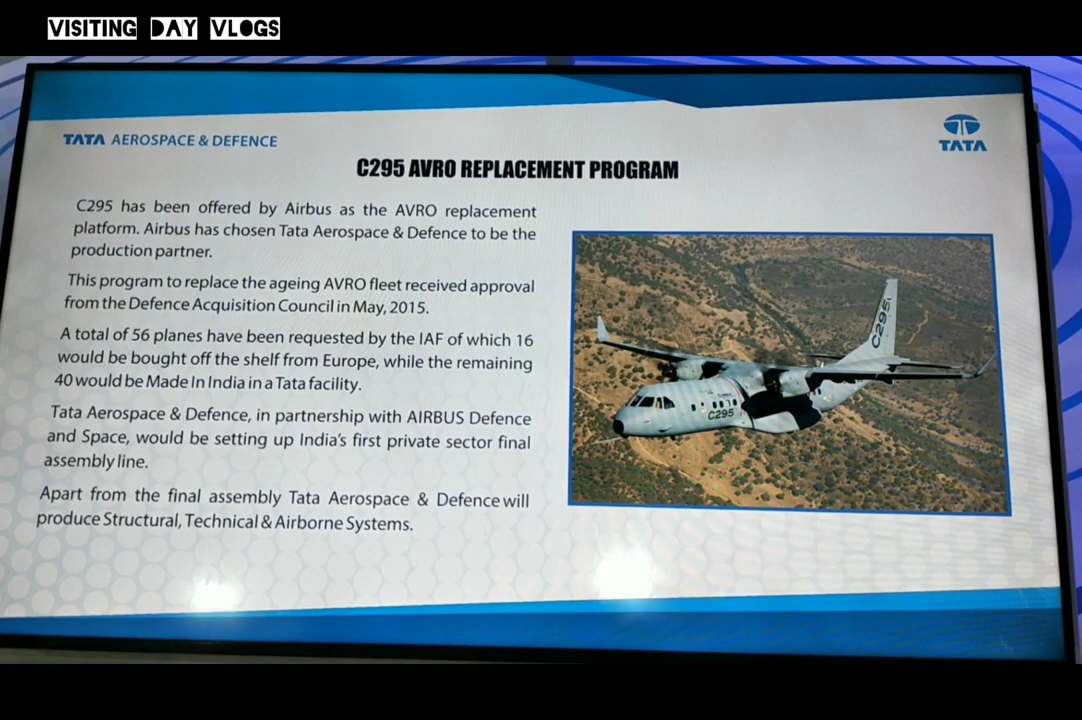 VISITING DAY VLOGS
TATA AEROSPACE & DEFENCE
TATA
C295 AVRO REPLACEMENT PROGRAM
C295 has been offered by Airbus as the AVRO replacement
platform. Airbus has chosen Tata Aerospace & Defence to be the
production partner.
This program to replace the ageing AVRO fleet received approval
from the Defence Acquisition Council in May, 2015.
A total of 56 planes have been requested by the IAF of which 16
would be bought off the shelf from Europe, while the remaining
40 would be Made In India in a Tata facility.
Tata Aerospace & Defence, in partnership with AIRBUS Defence
and Space, would be setting up India's first private sector final
assembly line.
Apart from the final assembly Tata Aerospace & Defence will
produce Structural, Technical & Airborne Systems.
C295
C295